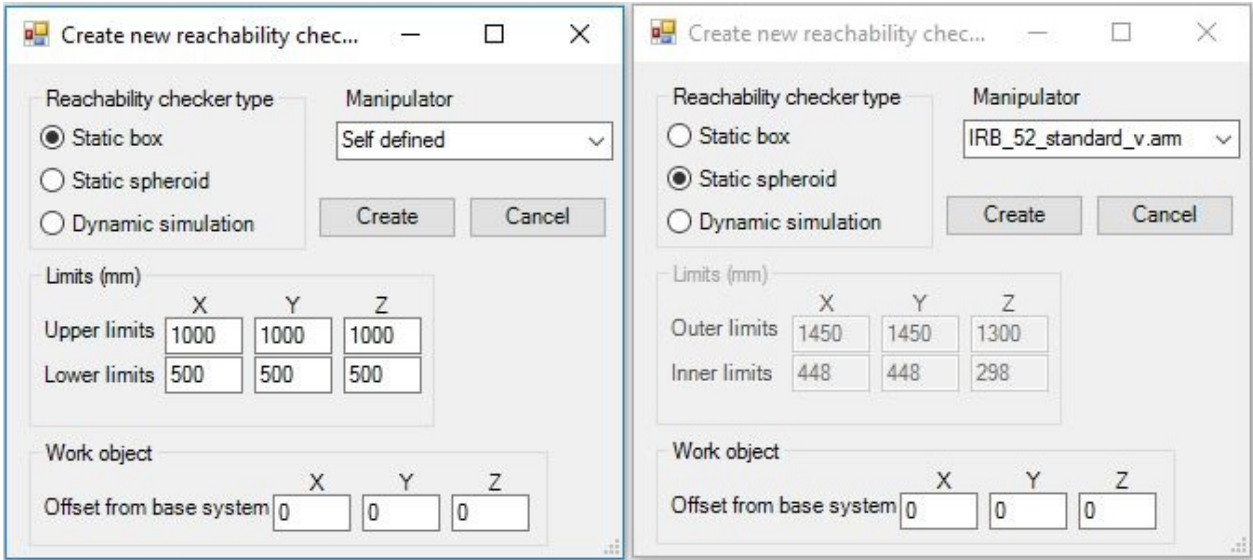 Create new reachability chec...
Reachability checker type
Manipulator
Static box
Self defined
Static spheroid
Create
Cancel
Dynamic simulation
Limits (mm)
X Y Z
Upper limits 1000 1000 1000
Lower limits 500 500 500
Work object
X Y Z
Offset from base system 0 0 0
Create new reachability chec...
Reachability checker type
Manipulator
Static box
IRB_52_standard_v.arm
Static spheroid
Create
Cancel
Dynamic simulation
Limits (mm)
X Y Z
Outer limits 1450 1450 1300
Inner limits 448 448 298
Work object
X Y Z
Offset from base system 0 0 0